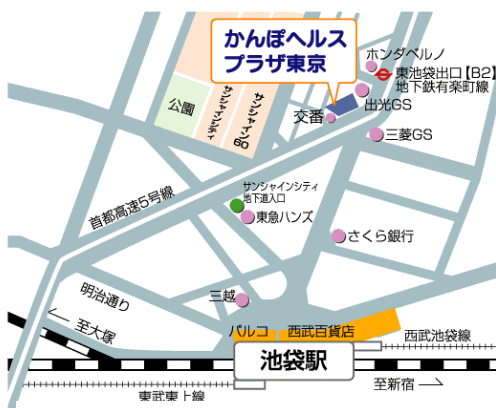 かんぽヘルス
プラザ東京
ホンダベルノ
東池袋出口【B2】
地下鉄有楽町線
出光GS
交番
三菱GS
公園
サンシャインシティ
サンシャイン60
首都高速5号線
サンシャインシティ
地下道入口
東急ハンズ
さくら銀行
明治通り
三越
至大塚
パルコ
西武百貨店
西武池袋線
池袋駅
至新宿
東武東上線